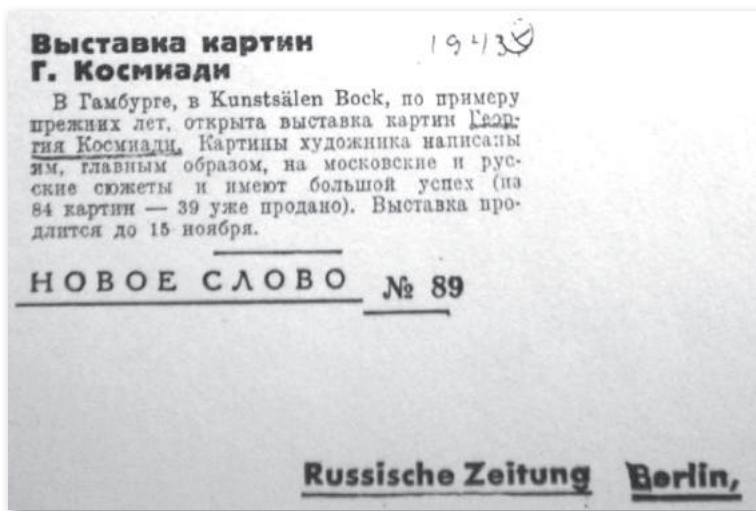 Выставка картин
Г. Космиади
1943
В Гамбурге, в Kunstsälen Bock, по примеру
прежних лет, открыта выставка картин Геор-
гия Космиади. Картины художника написаны
им, главным образом, на московские и рус-
ские сюжеты и имеют большой успех (из
84 картин — 39 уже продано). Выставка про-
длится до 15 ноября.
НОВОЕ СЛОВО № 89
Russische Zeitung Berlin,